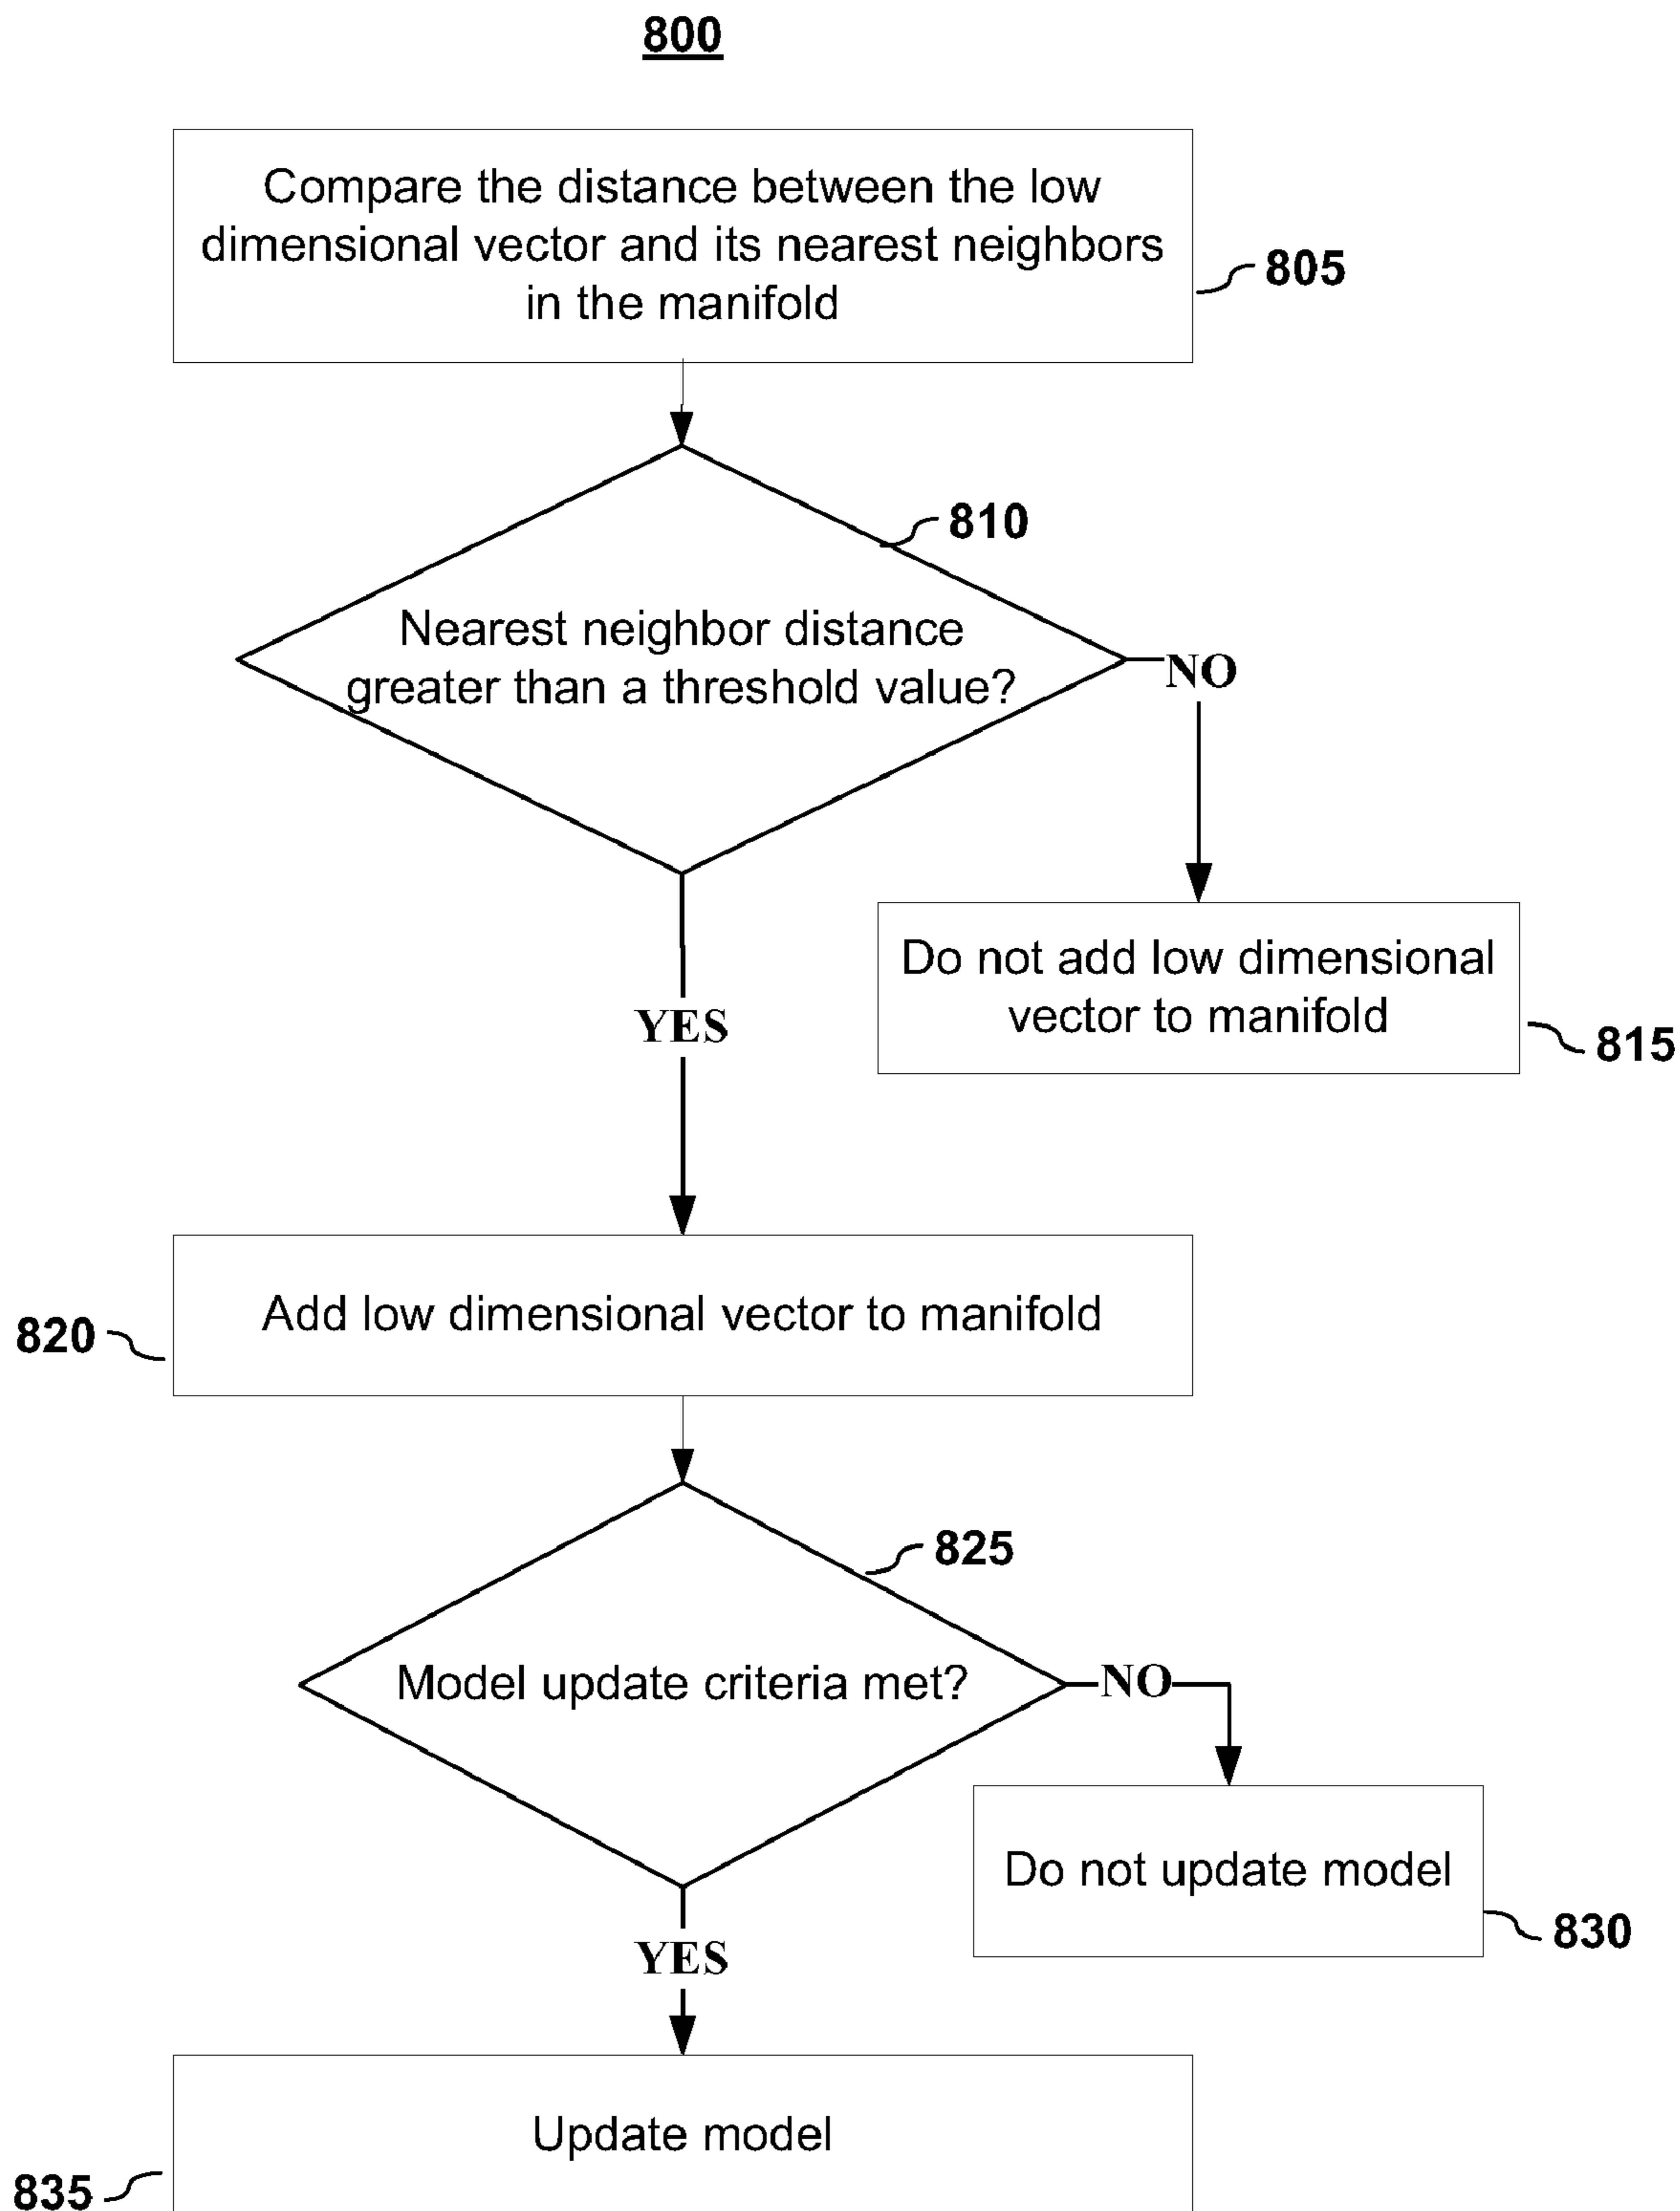 800
Compare the distance between the low
dimensional vector and its nearest neighbors
in the manifold
805
810
Nearest neighbor distance
greater than a threshold value?
NO
Do not add low dimensional
vector to manifold
815
YES
Add low dimensional vector to manifold
820
825
Model update criteria met?
NO
Do not update model
830
YES
Update model
835